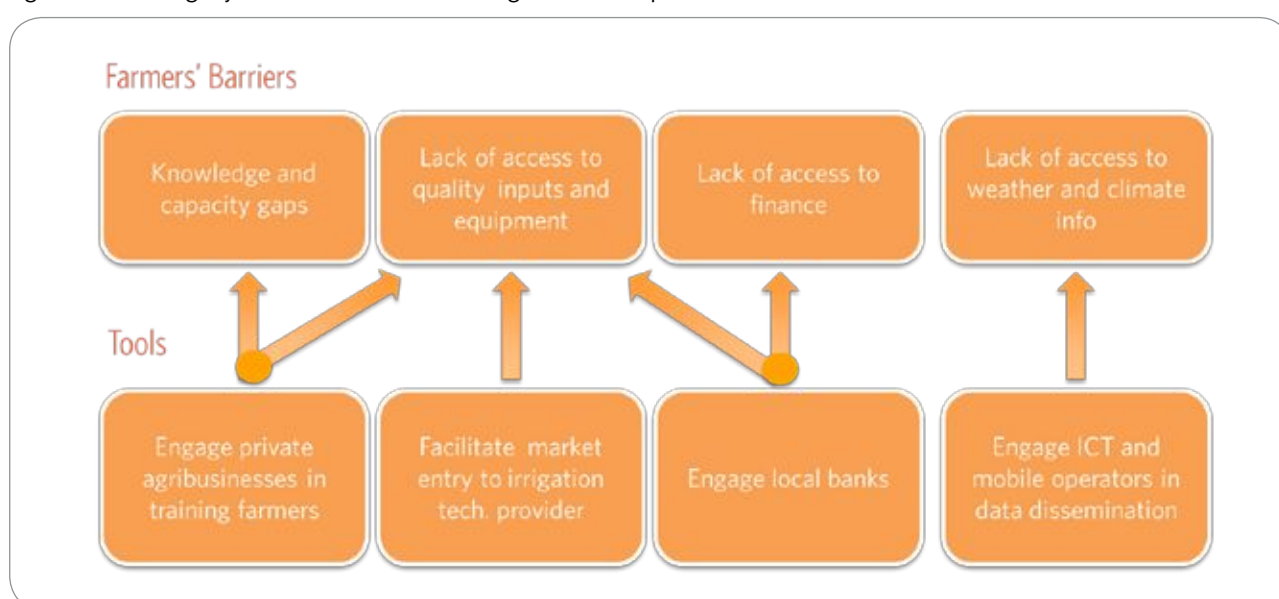 Farmers' Barriers
Knowledge and
capacity gaps
Lack of access to
quality inputs and
equipment
Lack of access to
finance
Lack of access to
weather and climate
info
Tools
Engage private
agribusinesses in
training farmers
Facilitate market
entry to irrigation
tech. provider
Engage local banks
Engage ICT and
mobile operators in
data dissemination